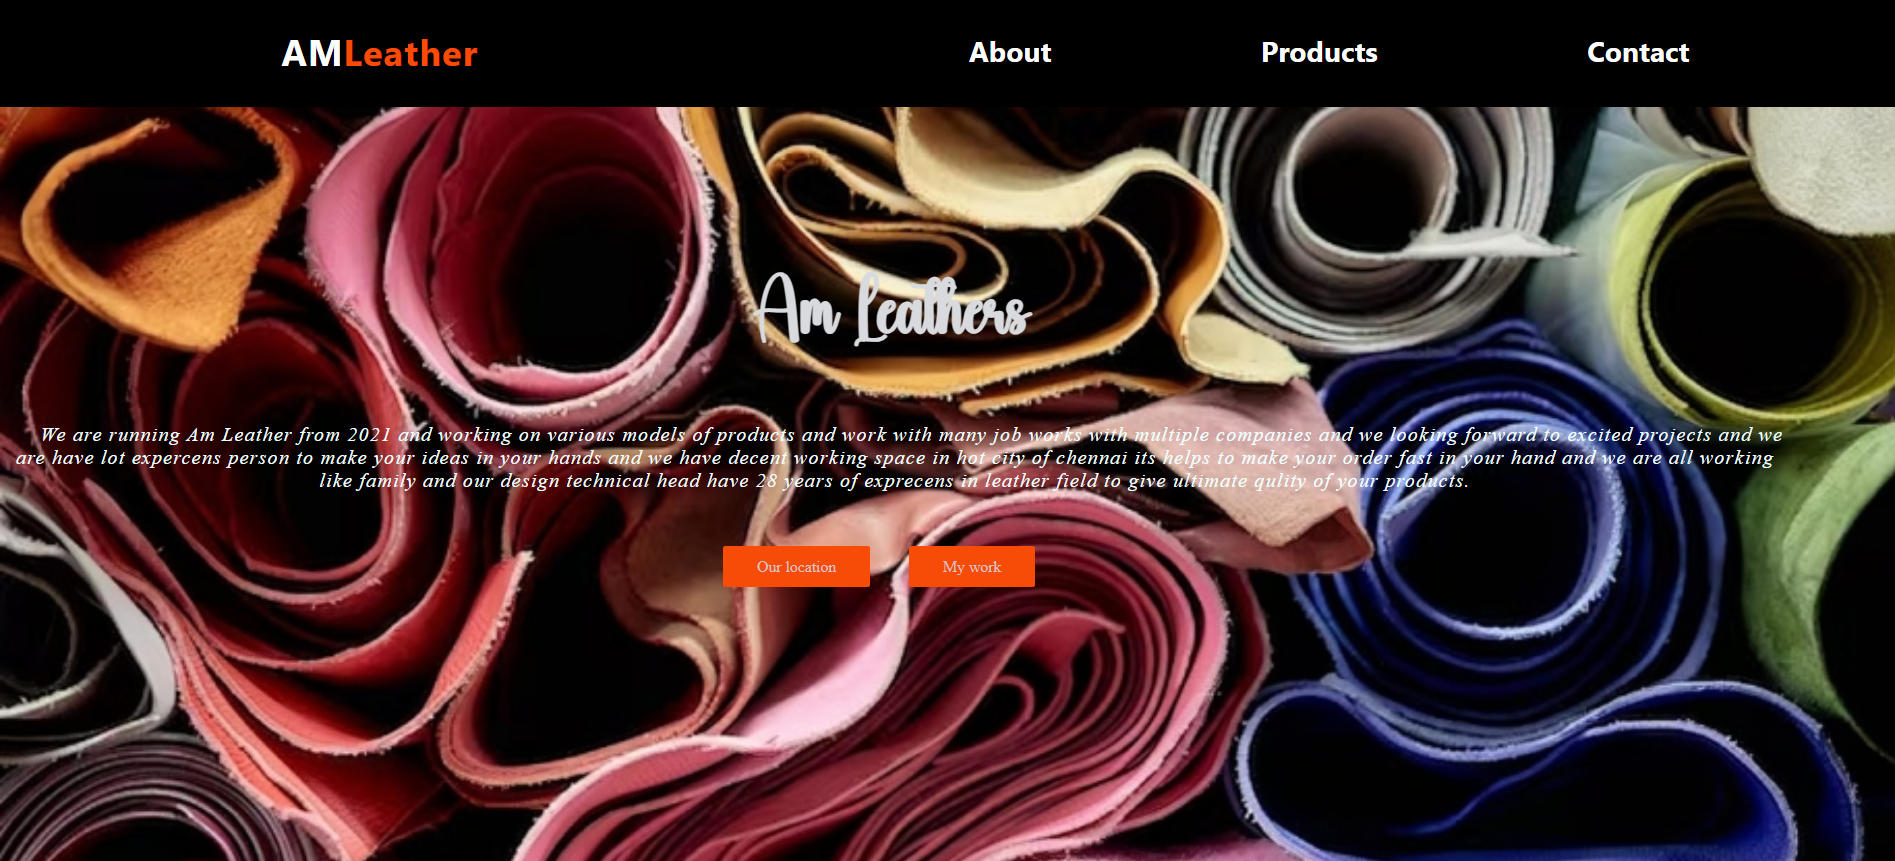 AMLeather About Products Contact
Am Leathers
We are running Am Leather from 2021 and working on various models of products and work with many job works with multiple companies and we looking forward to excited projects and we
are have lot expercens person to make your ideas in your hands and we have decent working space in hot city of chennai its helps to make your order fast in your hand and we are all working
like family and our design technical head have 28 years of exprecens in leather field to give ultimate qulity of your products.
Our location My work